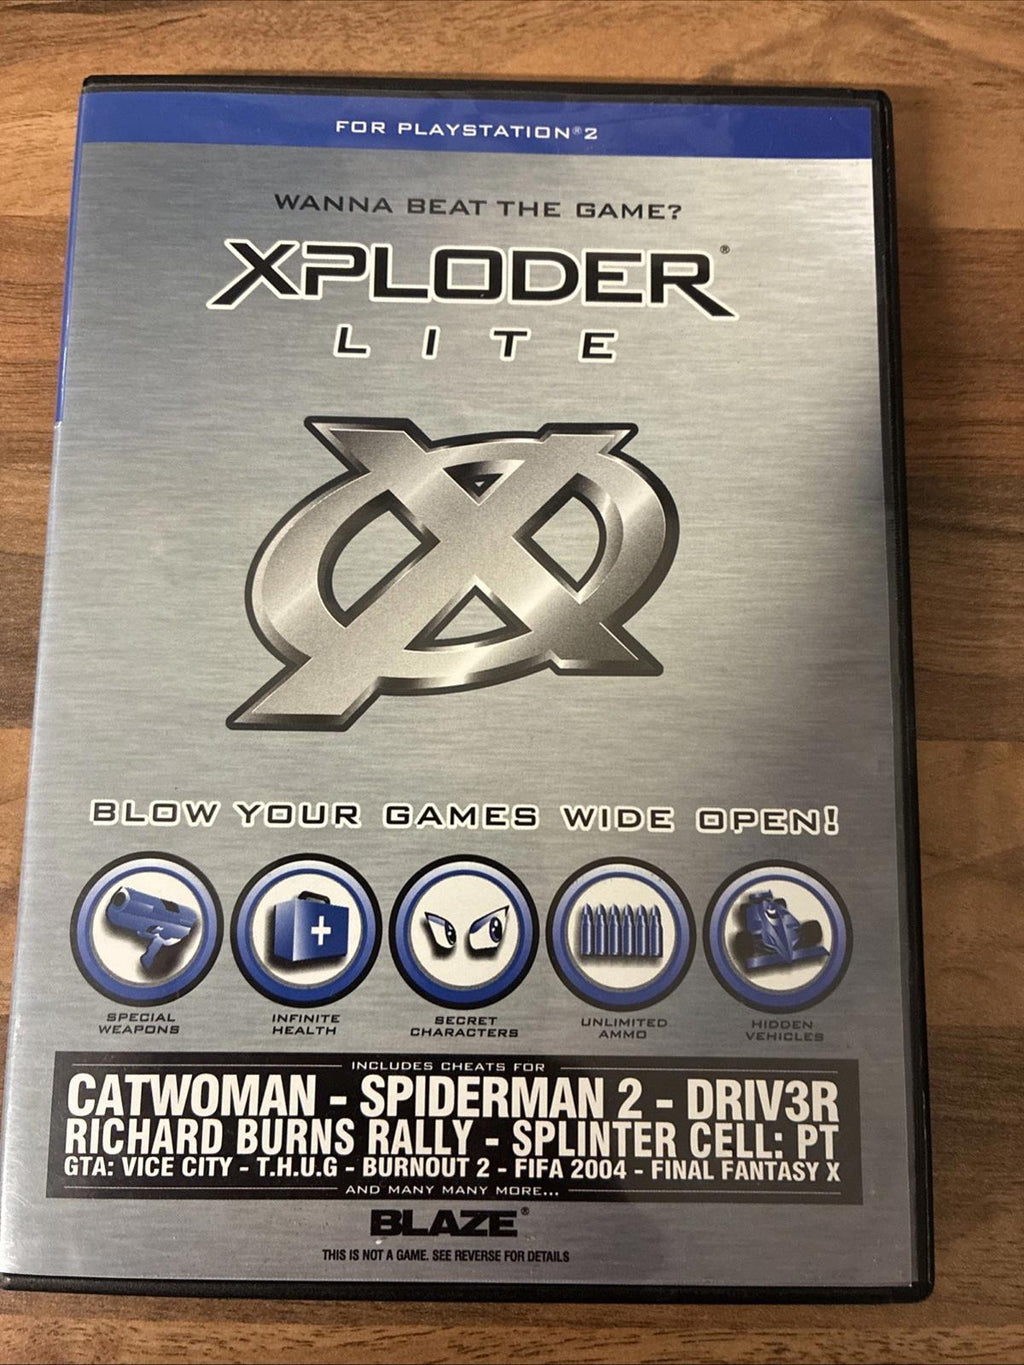 FOR PLAYSTATION®2
WANNA BEAT THE GAME?
XPLODER®
LITE
BLOW YOUR GAMES WIDE OPEN!
SPECIAL WEAPONS
INFINITE HEALTH
SECRET CHARACTERS
UNLIMITED AMMO
HIDDEN VEHICLES
INCLUDES CHEATS FOR
CATWOMAN - SPIDERMAN 2 - DRIV3R
RICHARD BURNS RALLY - SPLINTER CELL: PT
GTA: VICE CITY - T.H.U.G - BURNOUT 2 - FIFA 2004 - FINAL FANTASY X
AND MANY MANY MORE...
BLAZE®
THIS IS NOT A GAME. SEE REVERSE FOR DETAILS